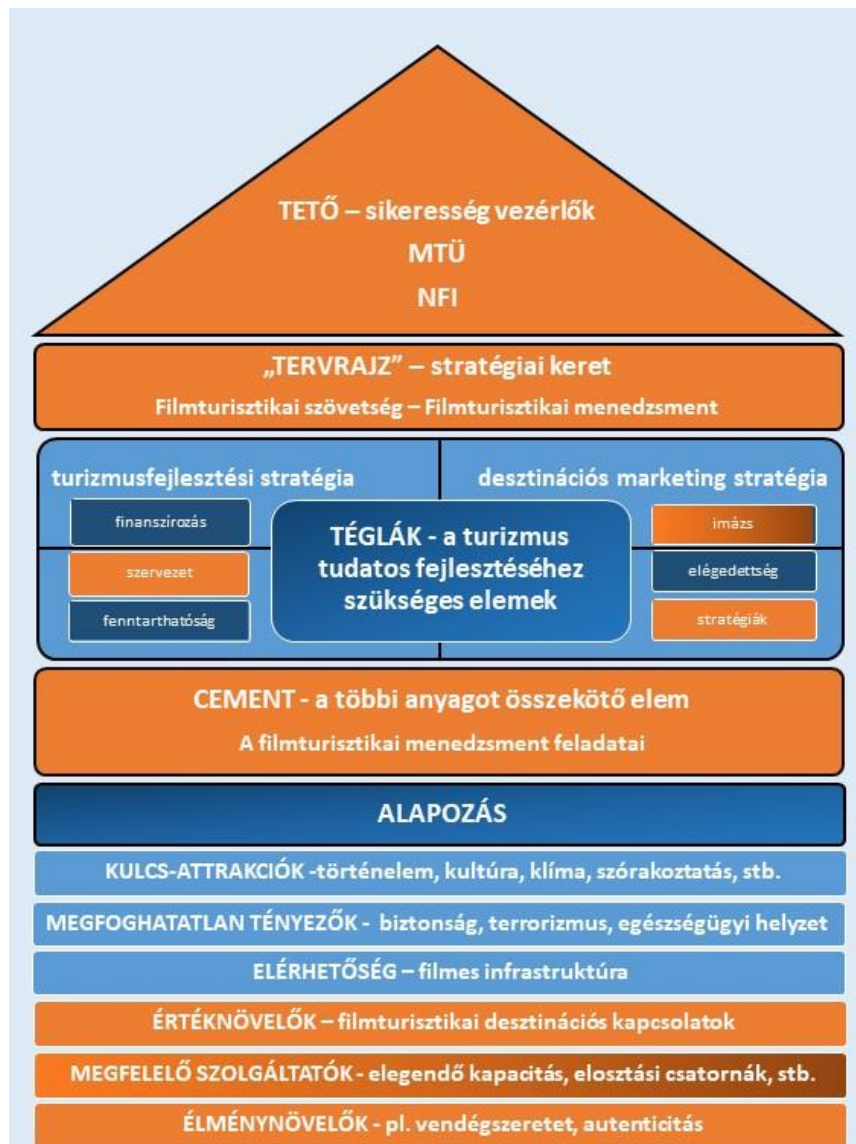 TETŐ – sikeresség vezérlők
MTÜ
NFI
„TERVRAJZ” – stratégiai keret
Filmturisztikai szövetség – Filmturisztikai menedzsment
turizmusfejlesztési stratégia
finanszírozás
szervezet
fenntarthatóság
TÉGLÁK - a turizmus
tudatos fejlesztéséhez
szükséges elemek
desztinációs marketing stratégia
imázs
elégedettség
stratégiák
CEMENT - a többi anyagot összekötő elem
A filmturisztikai menedzsment feladatai
ALAPOZÁS
KULCS-ATTRAKCIÓK -történelem, kultúra, klíma, szórakoztatás, stb.
MEGFOGHATATLAN TÉNYEZŐK - biztonság, terrorizmus, egészségügyi helyzet
ELÉRHETŐSÉG – filmes infrastruktúra
ÉRTÉKNÖVELŐK – filmturisztikai desztinációs kapcsolatok
MEGFELELŐ SZOLGÁLTATÓK - elegendő kapacitás, elosztási csatornák, stb.
ÉLMÉNYNÖVELŐK - pl. vendégszeretet, autenticitás